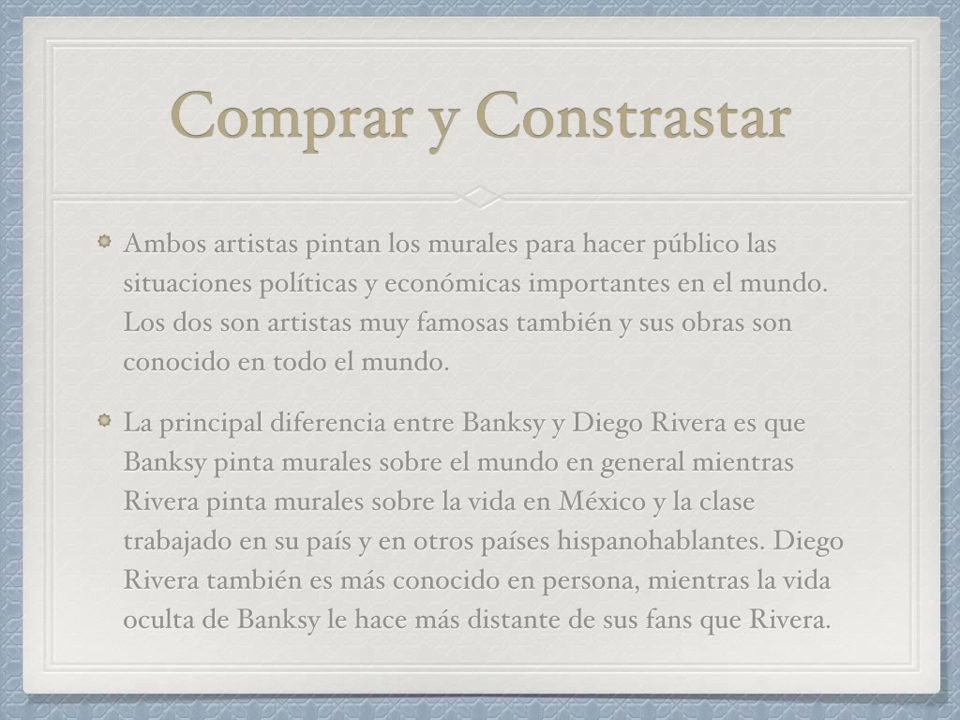 Comprar y Constrastar
Ambos artistas pintan los murales para hacer público las
situaciones políticas y económicas importantes en el mundo.
Los dos son artistas muy famosas también y sus obras son
conocido en todo el mundo.
La principal diferencia entre Banksy y Diego Rivera es que
Banksy pinta murales sobre el mundo en general mientras
Rivera pinta murales sobre la vida en México y la clase
trabajado en su país y en otros países hispanohablantes. Diego
Rivera también es más conocido en persona, mientras la vida
oculta de Banksy le hace más distante de sus fans que Rivera.